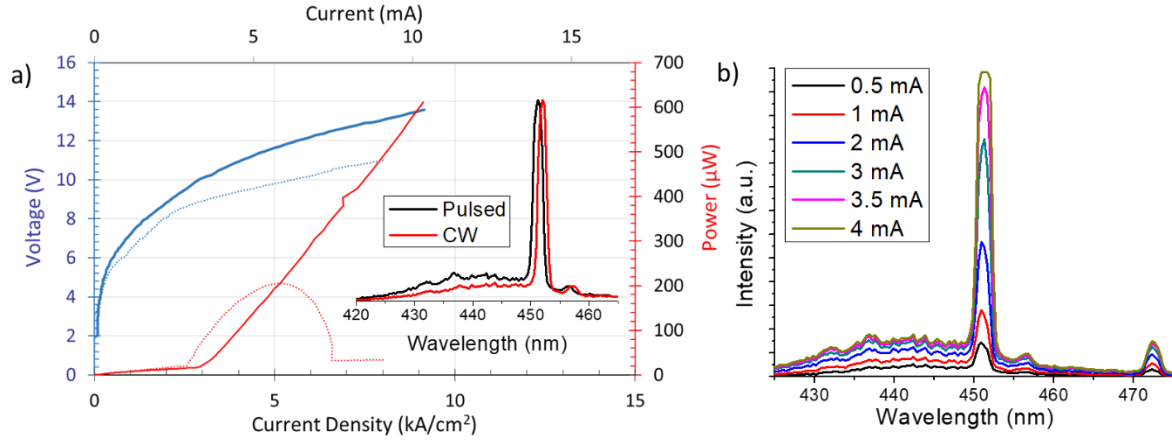 Current (mA)
0 5 10 15
a)
16 14 12 10 8 6 4 2 0
Voltage (V)
700 600 500 400 300 200 100 0
Power (µW)
Pulsed
CW
420 430 440 450 460
Wavelength (nm)
0 5 10 15
Current Density (kA/cm²)
b)
0.5 mA
1 mA
2 mA
3 mA
3.5 mA
4 mA
Intensity (a.u.)
430 440 450 460 470
Wavelength (nm)